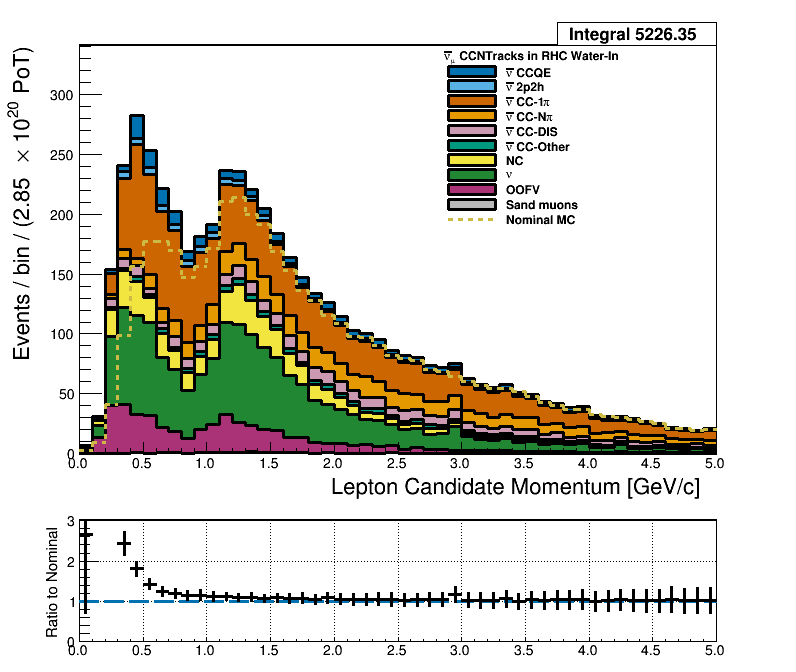 Integral 5226.35
ν̅μ CCNTracks in RHC Water-In
ν̅ CCQE
ν̅ 2p2h
ν̅ CC-1π
ν̅ CC-Nπ
ν̅ CC-DIS
ν̅ CC-Other
NC
ν
OOFV
Sand muons
Nominal MC
Events / bin / (2.85 × 10²⁰ PoT)
300
250
200
150
100
50
0
0.0 0.5 1.0 1.5 2.0 2.5 3.0 3.5 4.0 4.5 5.0
Lepton Candidate Momentum [GeV/c]
Ratio to Nominal
3
2
1
0
0.0 0.5 1.0 1.5 2.0 2.5 3.0 3.5 4.0 4.5 5.0